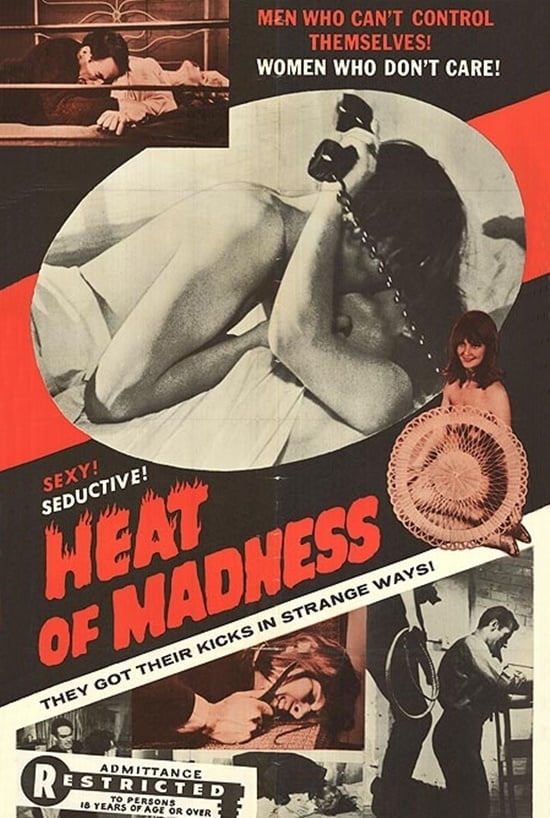 MEN WHO CAN'T CONTROL
THEMSELVES!
WOMEN WHO DON'T CARE!
SEXY!
SEDUCTIVE!
HEAT
OF MADNESS
THEY GOT THEIR KICKS IN STRANGE WAYS!
ADMITTANCE
RESTRICTED
TO PERSONS
18 YEARS OF AGE OR OVER